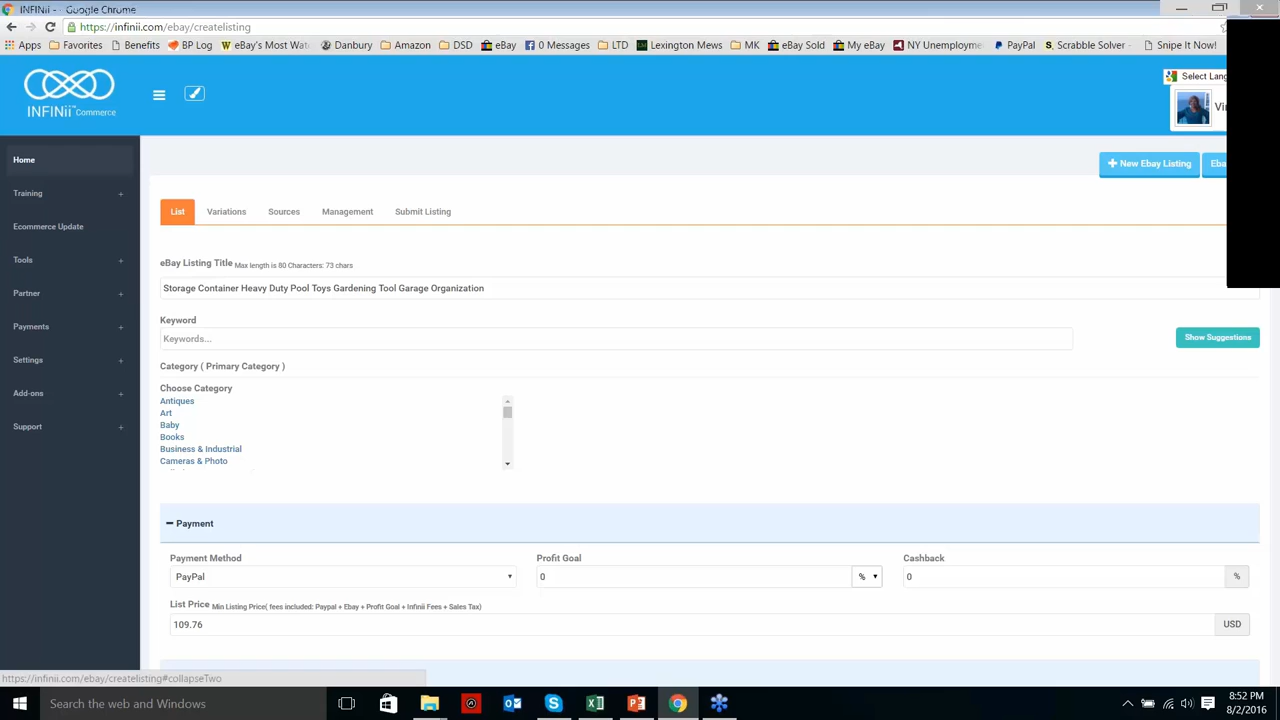 INFINii - Google Chrome
https://infinii.com/ebay/createlisting
Apps Favorites Benefits BP Log eBay's Most Wat Danbury Amazon DSD eBay 0 Messages LTD Lexington Mews MK eBay Sold My eBay NY Unemployme PayPal Scrabble Solver - Snipe It Now!
INFINii™ Commerce
Select Lang
Vir
Home
Training +
Ecommerce Update
Tools +
Partner +
Payments +
Settings +
Add-ons +
Support +
New Ebay Listing
Eba
List Variations Sources Management Submit Listing
eBay Listing Title Max length is 80 Characters: 73 chars
Storage Container Heavy Duty Pool Toys Gardening Tool Garage Organization
Keyword
Keywords...
Show Suggestions
Category ( Primary Category )
Choose Category
Antiques
Art
Baby
Books
Business & Industrial
Cameras & Photo
Payment
Payment Method Profit Goal Cashback
PayPal 0 % 0 %
List Price Min Listing Price( fees included: Paypal + Ebay + Profit Goal + Infinii Fees + Sales Tax)
109.76 USD
https://infinii.com/ebay/createlisting#collapseTwo
Search the web and Windows
8:52 PM
8/2/2016